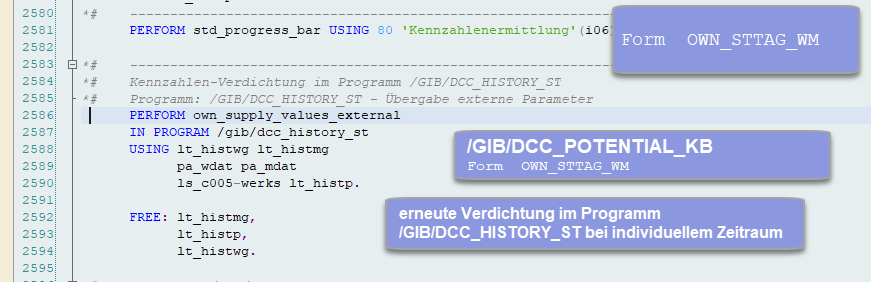 2580 *# ----------------------------------------------------------------
2581 PERFORM std_progress_bar USING 80 'Kennzahlenermittlung'(i06)
2582
2583 *# ----------------------------------------------------------------
2584 *# Kennzahlen-Verdichtung im Programm /GIB/DCC_HISTORY_ST
2585 *# Programm: /GIB/DCC_HISTORY_ST - Übergabe externe Parameter
2586 PERFORM own_supply_values_external
2587 IN PROGRAM /gib/dcc_history_st
2588 USING lt_histwg lt_histmg
2589 pa_wdat pa_mdat
2590 ls_c005-werks lt_histp.
2591
2592 FREE: lt_histmg,
2593 lt_histp,
2594 lt_histwg.
2595
Form OWN_STTAG_WM
/GIB/DCC_POTENTIAL_KB
Form OWN_STTAG_WM
erneute Verdichtung im Programm
/GIB/DCC_HISTORY_ST bei individuellem Zeitraum